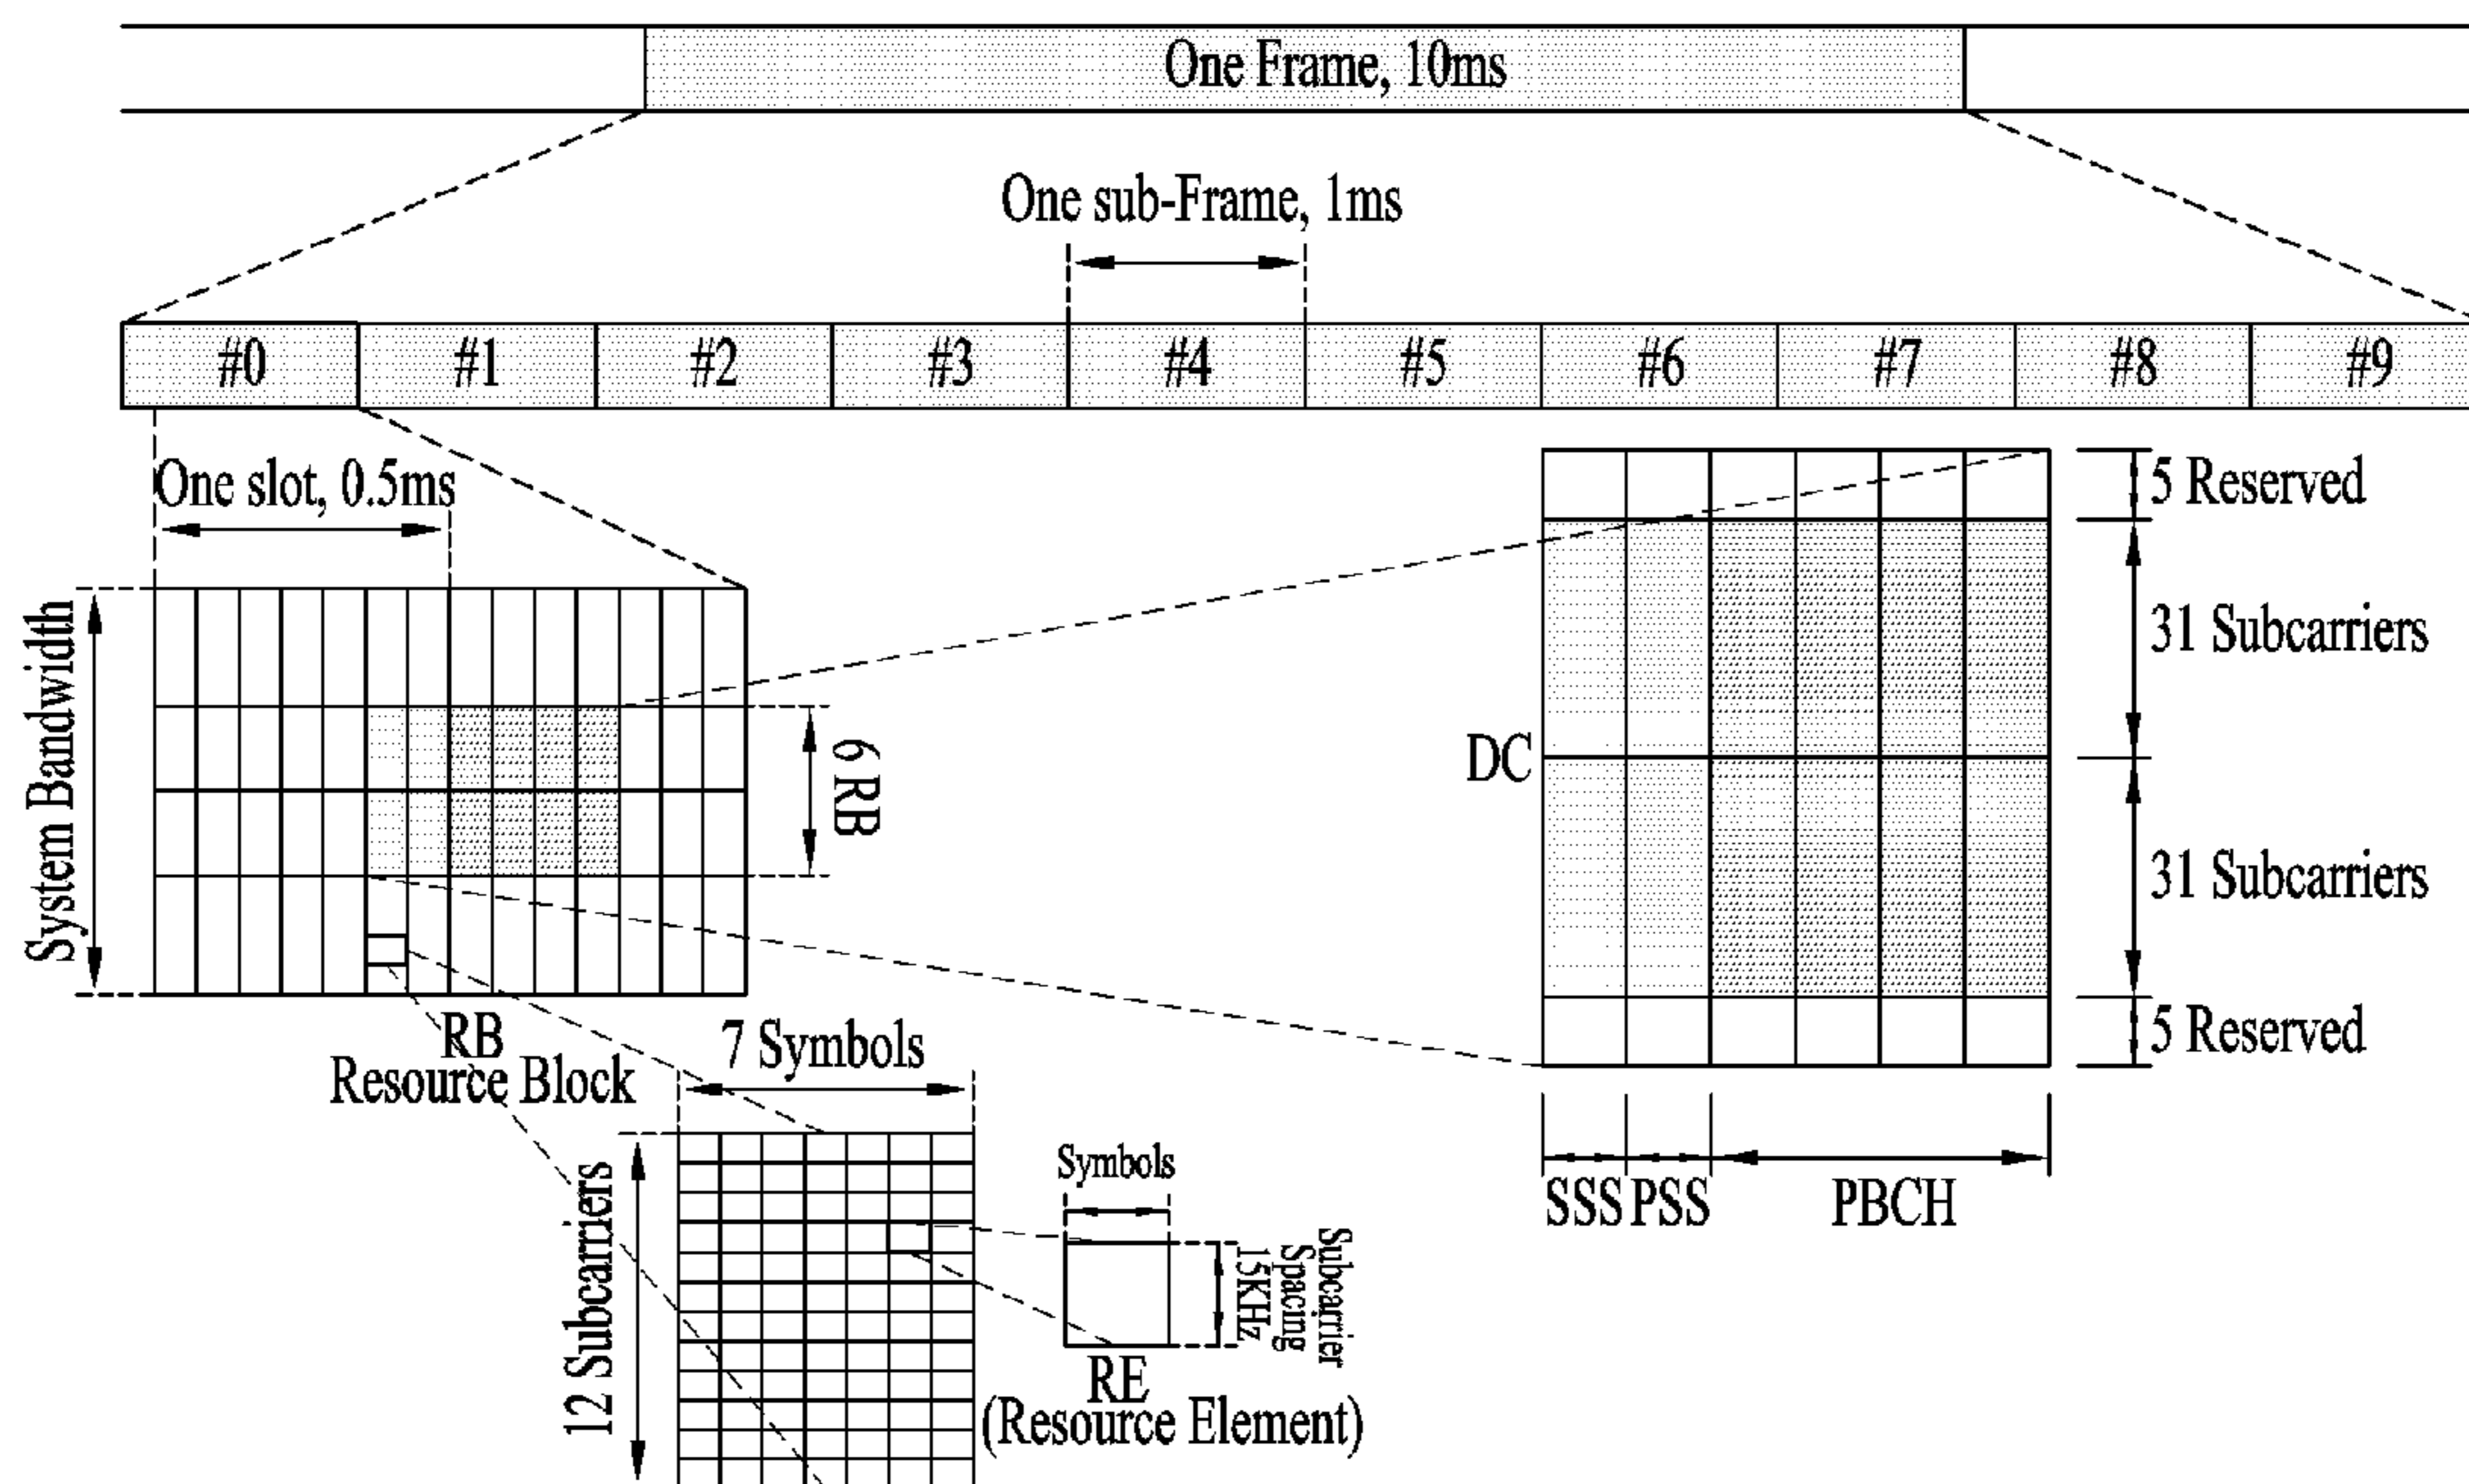 One Frame, 10ms
One sub-Frame, 1ms
#0 #1 #2 #3 #4 #5 #6 #7 #8 #9
One slot, 0.5ms
System Bandwidth
6 RB
5 Reserved
31 Subcarriers
DC
31 Subcarriers
5 Reserved
SSS PSS PBCH
RB
Resource Block
7 Symbols
12 Subcarriers
Symbols
Subcarrier
Spacing
15KHz
RE
(Resource Element)